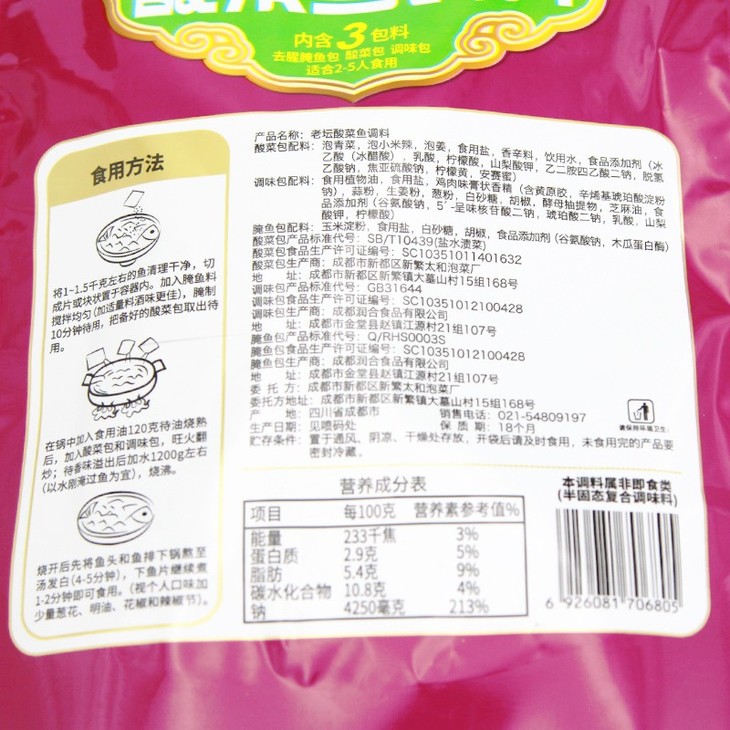 内含3包料
去腥腌鱼包 酸菜包 调味包
适合2-5人食用
食用方法
将1~1.5千克左右的鱼清理干净，切
成片或块状置于容器内。加入腌鱼料
搅拌均匀(加适量料酒味更佳)，腌制
10分钟待用，把备好的酸菜包取出待
用。
在锅中加入食用油120克待油烧熟
后，加入酸菜包和调味包，旺火翻
炒；待香味溢出后加水1200g左右
（以水刚淹过鱼为宜），烧沸。
烧开后先将鱼头和鱼排下锅熬至
汤发白(4-5分钟)，下鱼片继续煮
1-2分钟即可食用。（视个人口味加
少量葱花、明油、花椒和辣椒节）。
产品名称：老坛酸菜鱼调料
酸菜包配料：泡青菜，泡小米辣，泡姜，食用盐，香辛料，饮用水，食品添加剂（冰
乙酸（冰醋酸），乳酸，柠檬酸，山梨酸钾，乙二胺四乙酸二钠，脱氢
乙酸钠，焦亚硫酸钠，柠檬黄，安赛蜜）
调味包配料：食用植物油，食用盐，鸡肉味膏状香精（含黄原胶，辛烯基琥珀酸淀粉
钠），蒜粉，生姜粉，葱粉，白砂糖，胡椒，酵母抽提物，芝麻油，食
品添加剂（谷氨酸钠，5´-呈味核苷酸二钠，琥珀酸二钠，乳酸，山梨
酸钾，柠檬酸）
腌鱼包配料：玉米淀粉，食用盐，白砂糖，胡椒，食品添加剂（谷氨酸钠，木瓜蛋白酶）
酸菜包产品标准代号：SB/T10439(盐水渍菜)
酸菜包食品生产许可证编号：SC10351011401632
酸菜包生产商：成都市新都区新繁太和泡菜厂
地 址：成都市新都区新繁镇大墓山村15组168号
调味包产品标准代号：GB31644
调味包食品生产许可证编号：SC10351012100428
调味包生产商：成都润合食品有限公司
地 址：成都市金堂县赵镇江源村21组107号
腌鱼包产品标准代号：Q/RHS0003S
腌鱼包食品生产许可证编号：SC10351012100428
腌鱼包生产商：成都润合食品有限公司
地 址：成都市金堂县赵镇江源村21组107号
委 托 方：成都市新都区新繁太和泡菜厂
委托方地址：成都市新都区新繁镇大墓山村15组168号
产 地：四川省成都市 销售电话：021-54809197
生产日期：见喷码处 保 质 期：18个月
贮存条件：置于通风、阴凉、干燥处存放，开袋后请及时食用，未食用完的产品要
密封冷藏。
请保持环境卫生
营养成分表
项目 每100克 营养素参考值%
能量 233千焦 3%
蛋白质 2.9克 5%
脂肪 5.4克 9%
碳水化合物 10.8克 4%
钠 4250毫克 213%
本调料属非即食类
(半固态复合调味料)
6 926081 706805